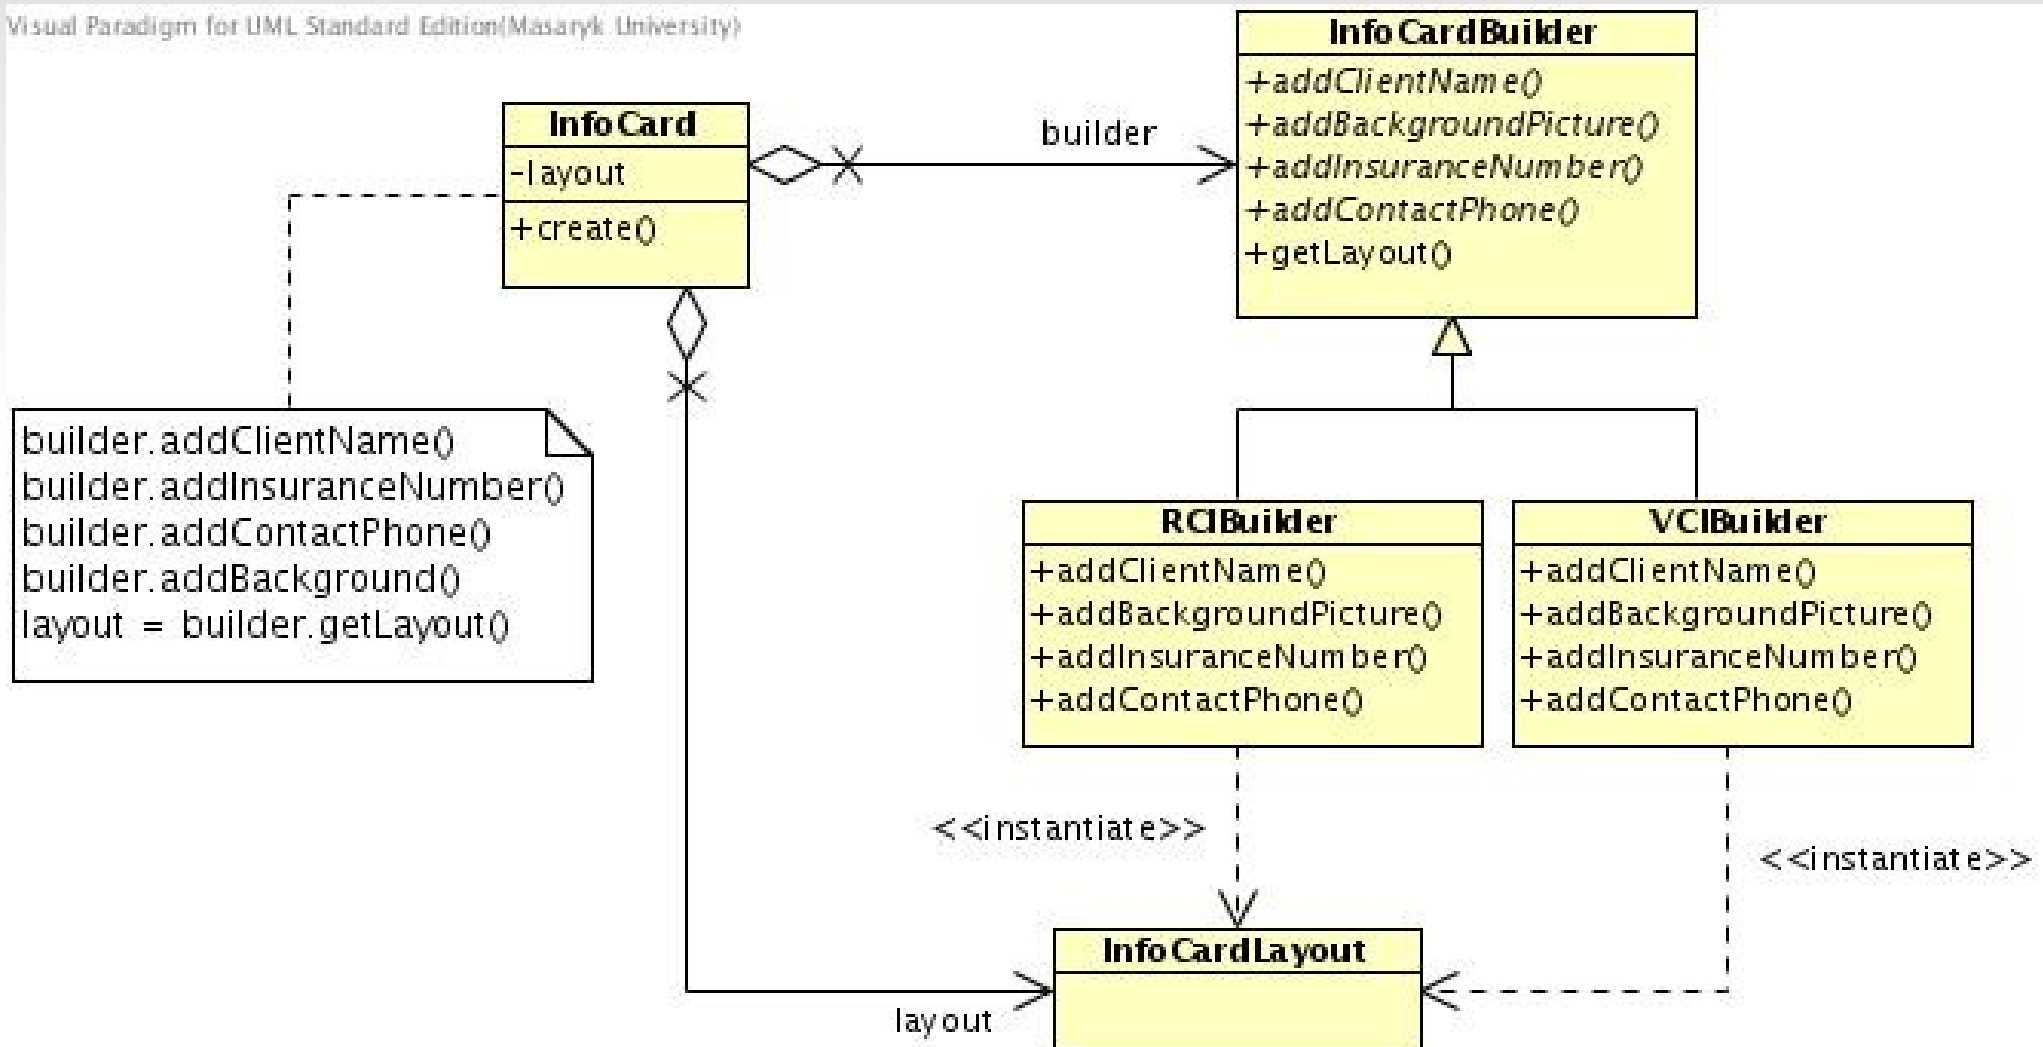 Visual Paradigm for UML Standard Edition(Masaryk University)
InfoCardBuilder
+addClientName()
+addBackgroundPicture()
+addInsuranceNumber()
+addContactPhone()
+getLayout()
InfoCard
-layout
+create()
builder
builder.addClientName()
builder.addInsuranceNumber()
builder.addContactPhone()
builder.addBackground()
layout = builder.getLayout()
RCIBuilder
+addClientName()
+addBackgroundPicture()
+addInsuranceNumber()
+addContactPhone()
VCIBuilder
+addClientName()
+addBackgroundPicture()
+addInsuranceNumber()
+addContactPhone()
<<instantiate>>
<<instantiate>>
InfoCardLayout
layout